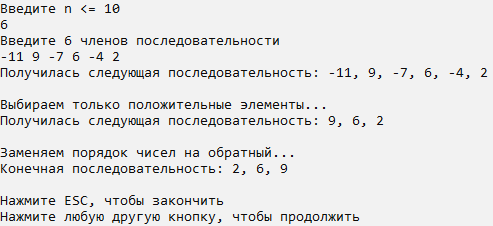 Введите n <= 10
6
Введите 6 членов последовательности
-11 9 -7 6 -4 2
Получилась следующая последовательность: -11, 9, -7, 6, -4, 2
Выбираем только положительные элементы...
Получилась следующая последовательность: 9, 6, 2
Заменяем порядок чисел на обратный...
Конечная последовательность: 2, 6, 9
Нажмите ESC, чтобы закончить
Нажмите любую другую кнопку, чтобы продолжить